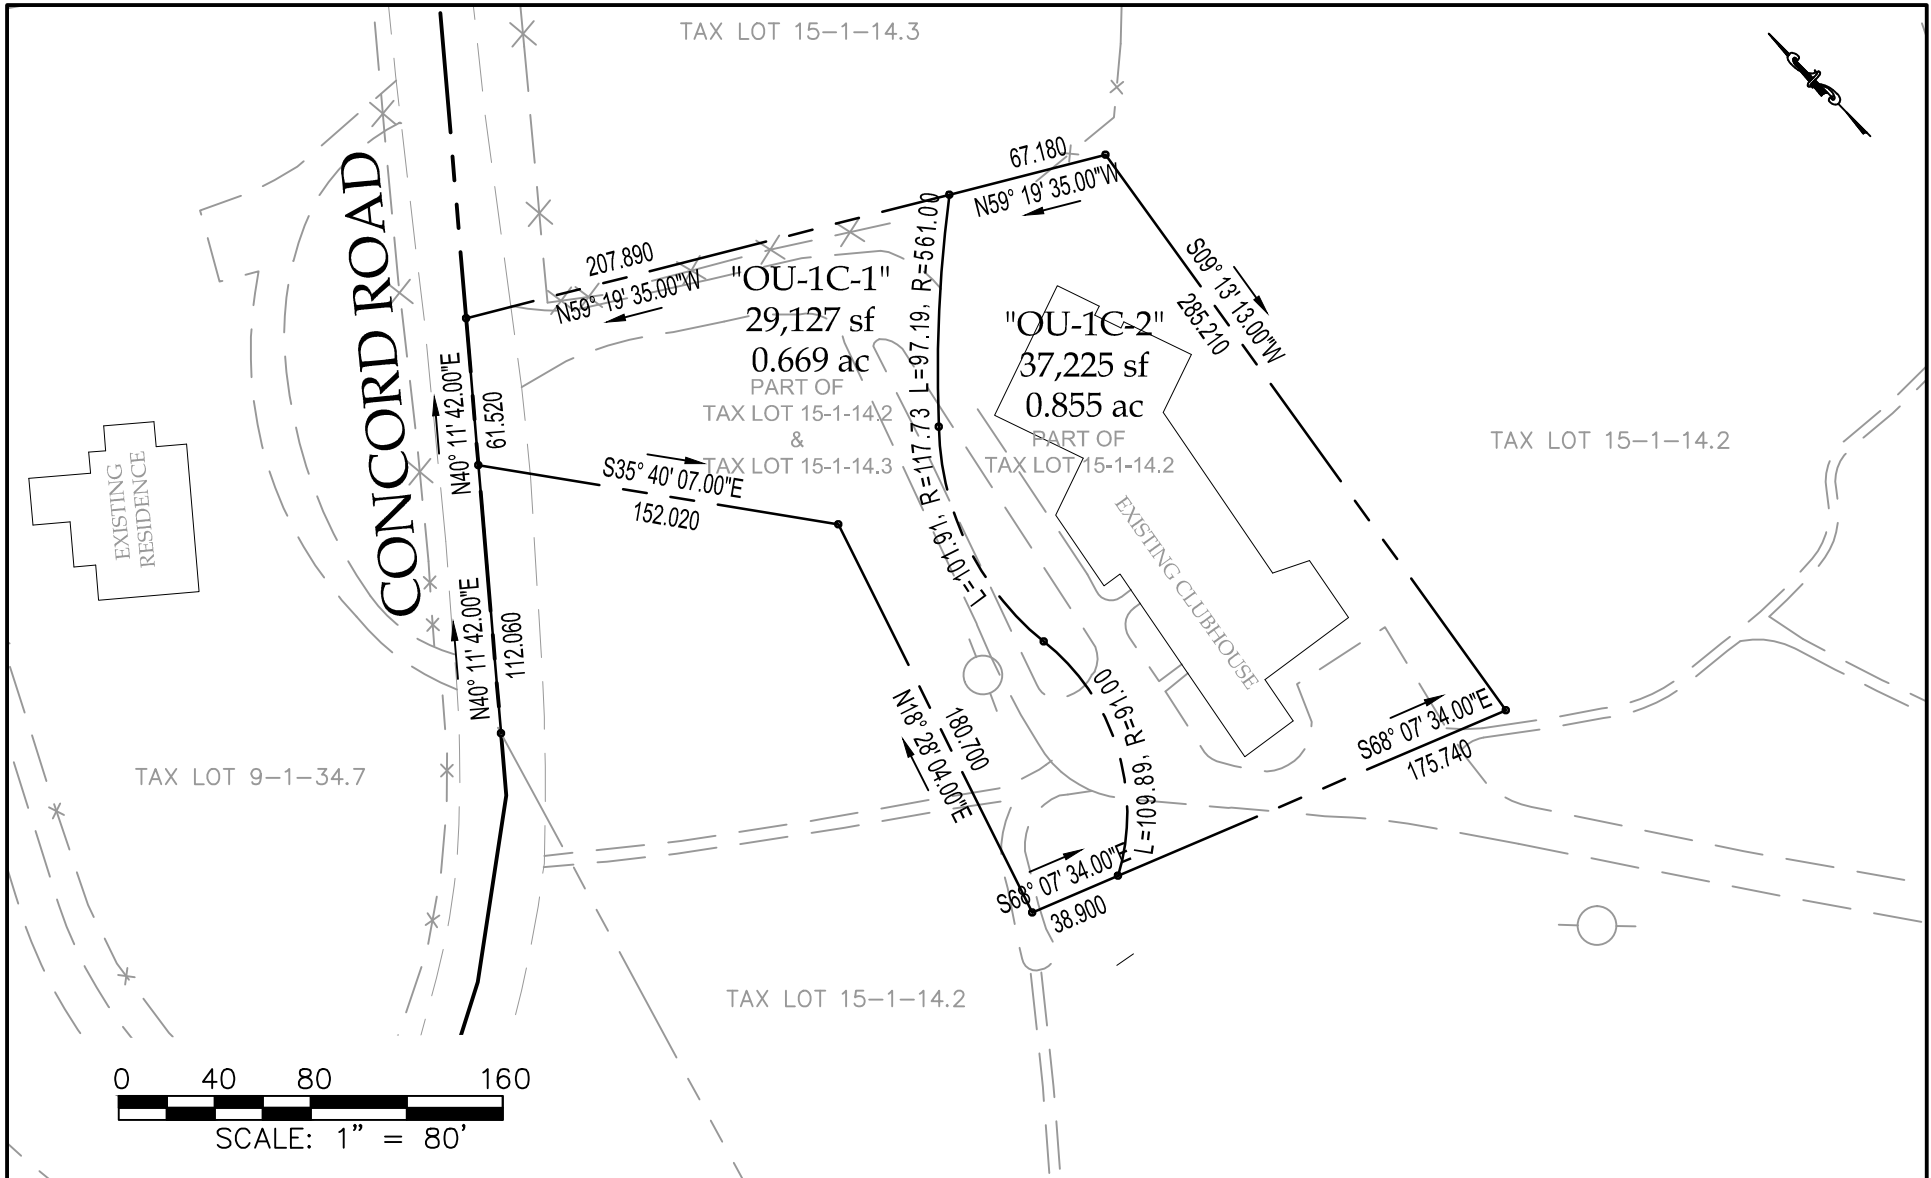 TAX LOT 15-1-14.3
67.180
N59° 19' 35.00"W
207.890
N59° 19' 35.00"W
CONCORD ROAD
"OU-1C-1"
29,127 sf
0.669 ac
PART OF
TAX LOT 15-1-14.2
&
TAX LOT 15-1-14.3
L=97.19, R=561.00
L=101.91, R=117.73
"OU-1C-2"
37,225 sf
0.855 ac
PART OF
TAX LOT 15-1-14.2
S09° 13' 13.00"W
285.210
TAX LOT 15-1-14.2
N40° 11' 42.00"E
61.520
S35° 40' 07.00"E
152.020
EXISTING
RESIDENCE
EXISTING CLUBHOUSE
N40° 11' 42.00"E
112.060
N18° 28' 04.00"E
180.700
L=109.89, R=91.00
S68° 07' 34.00"E
175.740
TAX LOT 9-1-34.7
S68° 07' 34.00"E
38.900
TAX LOT 15-1-14.2
0 40 80 160
SCALE: 1" = 80'